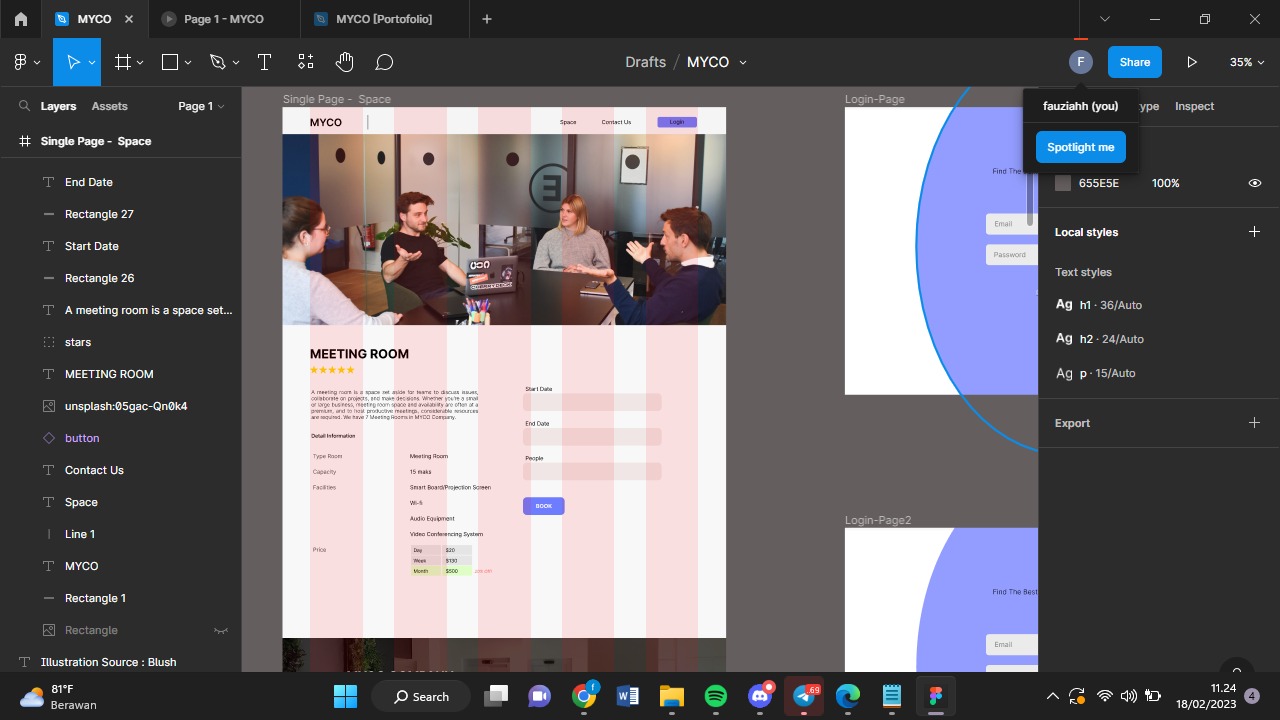 MYCO
Page 1 - MYCO
MYCO [Portofolio]
Drafts / MYCO
F
Share
35%
Layers
Assets
Page 1
Single Page - Space
End Date
Rectangle 27
Start Date
Rectangle 26
A meeting room is a space set...
stars
MEETING ROOM
button
Contact Us
Space
Line 1
MYCO
Rectangle 1
Rectangle
Illustration Source : Blush
Single Page - Space
MYCO
Space
Contact Us
Login
MEETING ROOM
A meeting room is a space set aside for teams to discuss issues,
collaborate on projects, and make decisions. Whether you're a small
or large business, meeting room space and availability are often at a
premium, and to host productive meetings, considerable resources
are required. We have 7 Meeting Rooms in MYCO Company.
Detail Information
Type Room
Meeting Room
Capacity
15 maks
Facilities
Smart Board/Projection Screen
Wi-fi
Audio Equipment
Video Conferencing System
Price
Day
$20
Week
$130
Month
$500
Start Date
End Date
People
BOOK
Login-Page
Find The
Email
Password
Login-Page2
Find The Best
Email
fauziahh (you)
Spotlight me
ype
Inspect
655E5E
100%
Local styles
Text styles
Ag h1 · 36/Auto
Ag h2 · 24/Auto
Ag p · 15/Auto
Export
81°F
Berawan
Search
69
11.24
18/02/2023
4